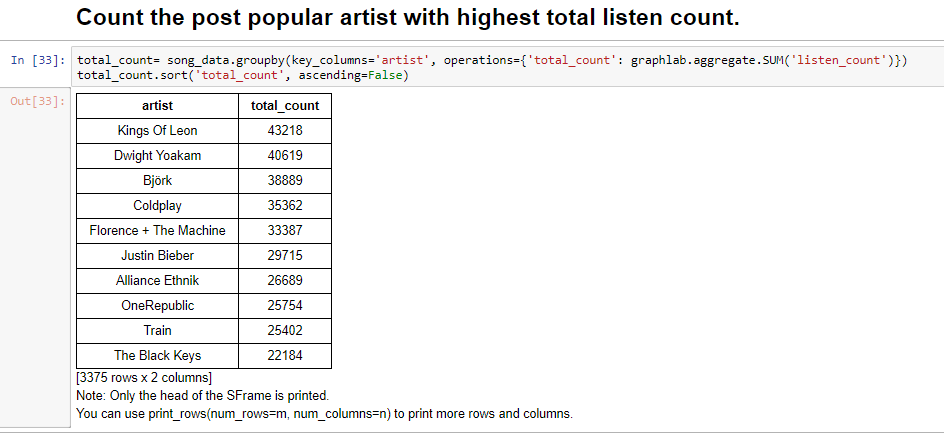 Count the post popular artist with highest total listen count.
In [33]: total_count= song_data.groupby(key_columns='artist', operations={'total_count': graphlab.aggregate.SUM('listen_count')})
total_count.sort('total_count', ascending=False)
Out[33]:
artist total_count
Kings Of Leon 43218
Dwight Yoakam 40619
Björk 38889
Coldplay 35362
Florence + The Machine 33387
Justin Bieber 29715
Alliance Ethnik 26689
OneRepublic 25754
Train 25402
The Black Keys 22184
[3375 rows x 2 columns]
Note: Only the head of the SFrame is printed.
You can use print_rows(num_rows=m, num_columns=n) to print more rows and columns.